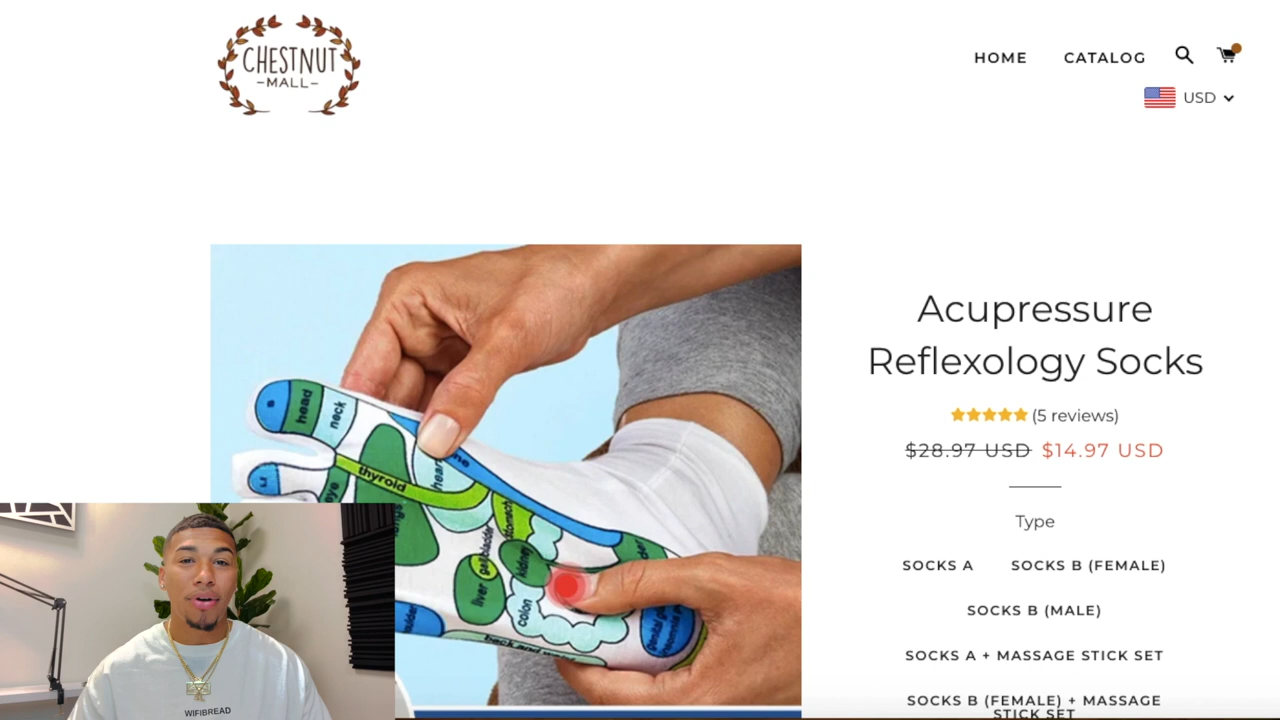 CHESTNUT
-MALL-
HOME CATALOG
USD
Acupressure
Reflexology Socks
(5 reviews)
$28.97 USD $14.97 USD
Type
SOCKS A SOCKS B (FEMALE)
SOCKS B (MALE)
SOCKS A + MASSAGE STICK SET
SOCKS B (FEMALE) + MASSAGE
STICK SET
head
neck
eye
thyroid
heart
lungs
stomach
gallbladder
kidney
liver
colon
WIFIBREAD